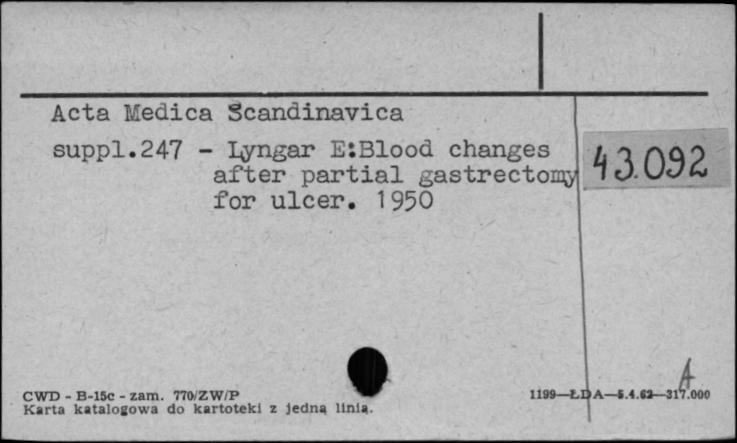 Acta Medica Scandinavica
suppl.247 - Lyngar E:Blood changes
after partial gastrectomy
for ulcer. 1950
43.092
A
CWD - B-15c - zam. 770/ZW/P
Karta katalogowa do kartoteki z jedną linią.
1199—ŁDA—5.4.62—317.000